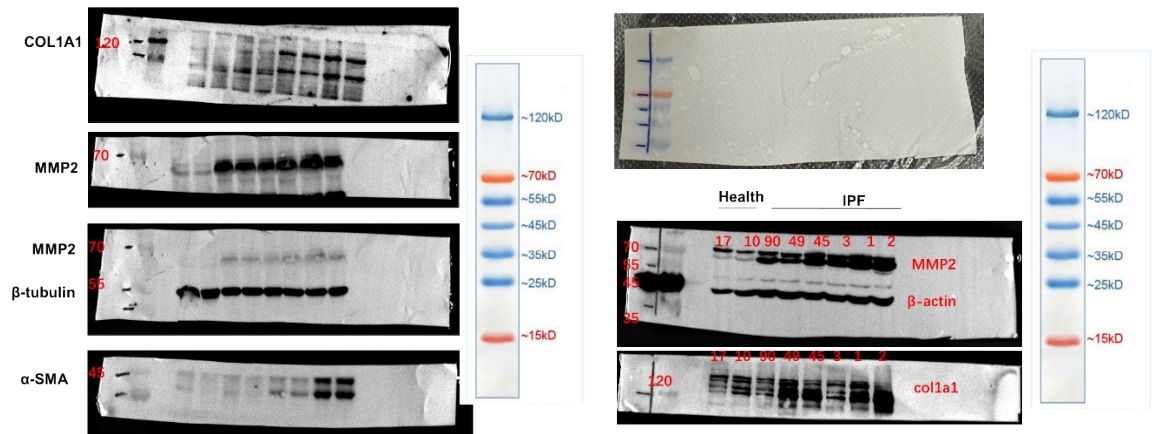 COL1A1
120
MMP2
70
MMP2
70
β-tubulin
55
α-SMA
45
~120kD
~70kD
~55kD
~45kD
~35kD
~25kD
~15kD
Health IPF
17 10 90 49 45 3 1 2
70
55
45
35
MMP2
β-actin
17 10 90 49 45 3 1 2
120
col1a1
~120kD
~70kD
~55kD
~45kD
~35kD
~25kD
~15kD